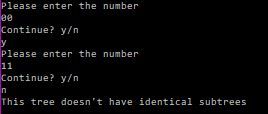 Please enter the number
00
Continue? y/n
y
Please enter the number
11
Continue? y/n
n
This tree doesn't have identical subtrees